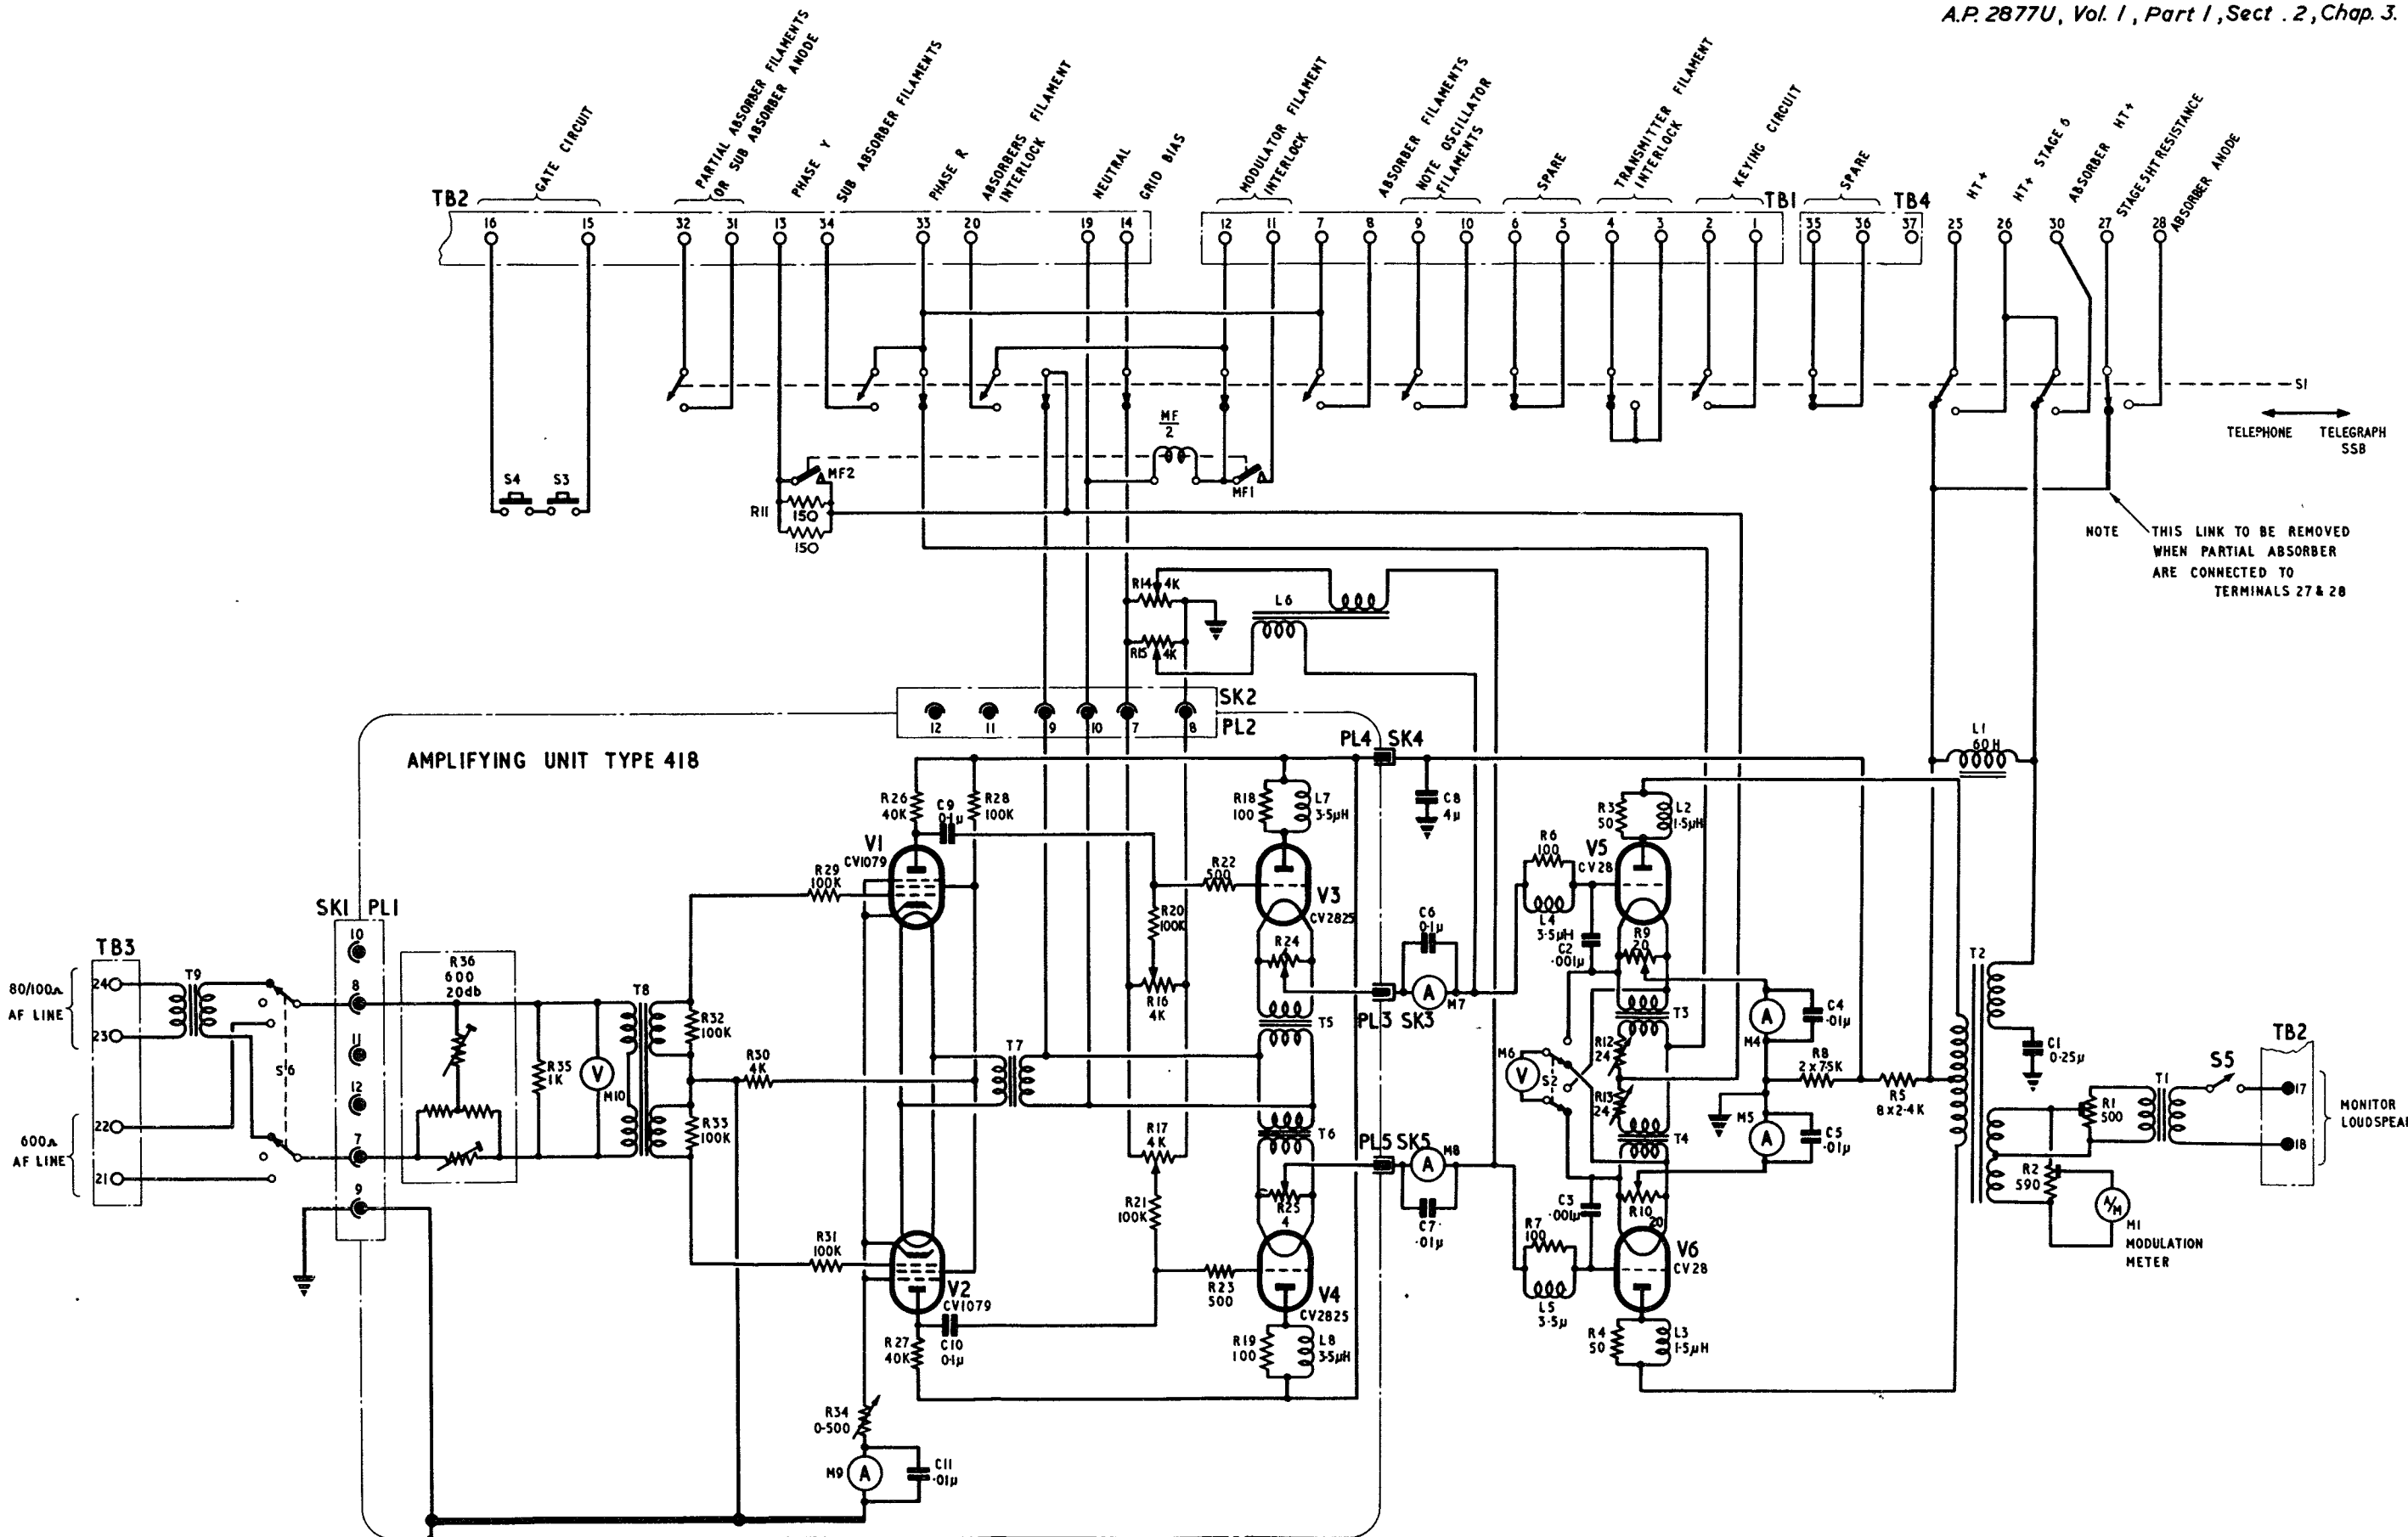 A.P. 2877U, Vol. 1, Part 1, Sect. 2, Chap. 3.
GATE CIRCUIT
PARTIAL ABSORBER FILAMENTS
OR SUB ABSORBER ANODE
PHASE Y
SUB ABSORBER FILAMENTS
PHASE R
ABSORBERS FILAMENT
INTERLOCK
NEUTRAL
GRID BIAS
MODULATOR FILAMENT
INTERLOCK
ABSORBER FILAMENTS
NOTE OSCILLATOR
FILAMENTS
SPARE
TRANSMITTER FILAMENT
INTERLOCK
KEYING CIRCUIT
SPARE
HT+
HT+ STAGE 6
ABSORBER HT+
STAGE 5 HT RESISTANCE
ABSORBER ANODE
TB2
TB1
TB4
16 15 32 31 13 34 33 20 19 14 12 11 7 8 9 10 6 5 4 3 2 1 35 36 37 25 26 30 27 28
S1
TELEPHONE TELEGRAPH
SSB
MF
2
MF2
MF1
S4 S3
R11
150
150
NOTE THIS LINK TO BE REMOVED
WHEN PARTIAL ABSORBER
ARE CONNECTED TO
TERMINALS 27 & 28
R14 4K
L6
R15 4K
SK2
PL2
12 11 9 10 7 8
AMPLIFYING UNIT TYPE 418
PL4 SK4
L1
60H
R26
40K
C9
0·1µ
R28
100K
R18
100
L7
3·5µH
C8
4µ
R3
50
L2
1·5µH
V1
CV1079
R29
100K
R22
500
V3
CV2825
R6
100
V5
CV28
L4
3·5µH
C2
·001µ
R9
20
SK1 PL1
10
8
11
12
7
9
TB3
80/100Ω
AF LINE
24
23
T9
S6
600Ω
AF LINE
22
21
R36
600
20db
R35
1K
V
M10
T8
R32
100K
R33
100K
R30
4K
T7
R20
100K
R16
4K
R24
T5
C6
0·1µ
A
M7
PL3 SK3
R17
4K
T6
PL5 SK5
A
M8
C7
·01µ
R21
100K
R25
4
R31
100K
V2
CV1079
R23
500
V4
CV2825
R27
40K
C10
0·1µ
R19
100
L8
3·5µH
R34
0-500
M9
A
C11
·01µ
M6
V
S2
R12
24
R13
24
T3
T4
A
M4
C4
·01µ
M5
A
C5
·01µ
R8
2 x 75K
R5
8 x 2·4K
C3
·001µ
R10
20
R7
100
L5
3·5µ
V6
CV28
R4
50
L3
1·5µH
T2
C1
0·25µ
R1
500
T1
S5
TB2
17
18
MONITOR
R2
590
A/M
M1
MODULATION
METER